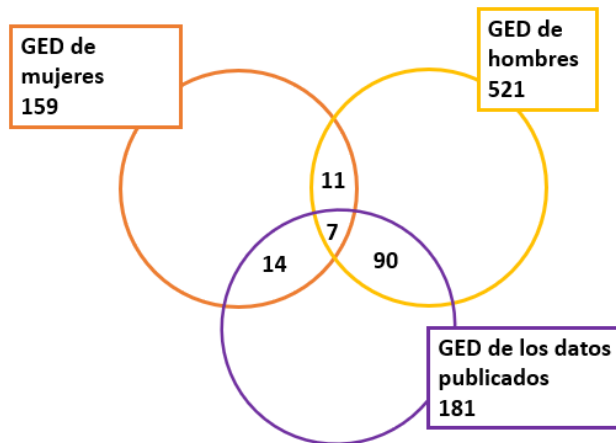 GED de
mujeres
159
GED de
hombres
521
11
7
14
90
GED de los datos
publicados
181